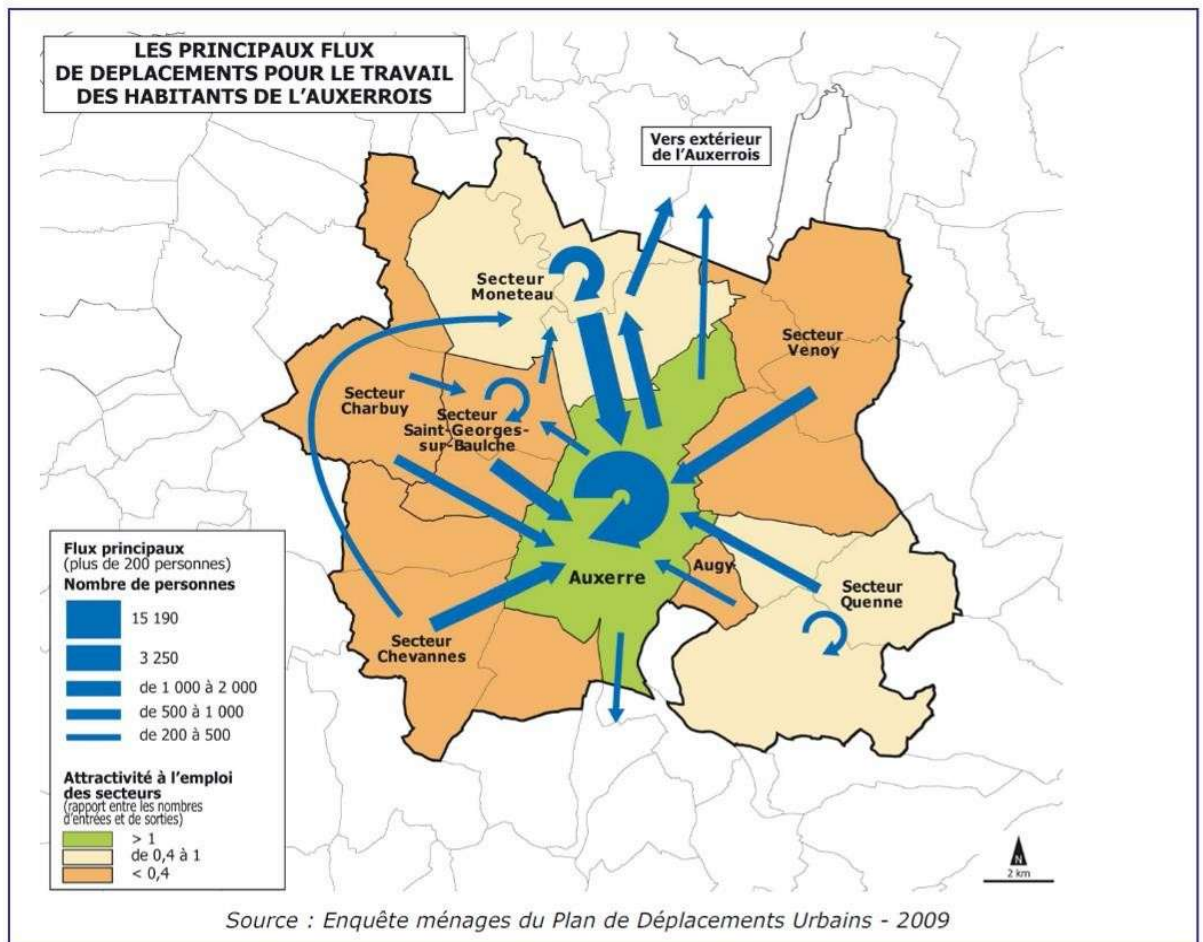 LES PRINCIPAUX FLUX
DE DEPLACEMENTS POUR LE TRAVAIL
DES HABITANTS DE L'AUXERROIS
Vers extérieur
de l'Auxerrois
Secteur
Moneteau
Secteur
Venoy
Secteur
Charbuy
Secteur
Saint-Georges-
sur-Baulche
Auxerre
Augy
Secteur
Quenne
Secteur
Chevannes
Flux principaux
(plus de 200 personnes)
Nombre de personnes
15 190
3 250
de 1 000 à 2 000
de 500 à 1 000
de 200 à 500
Attractivité à l'emploi
des secteurs
(rapport entre les nombres
d'entrées et de sorties)
> 1
de 0,4 à 1
< 0,4
N
2 km
Source : Enquête ménages du Plan de Déplacements Urbains - 2009